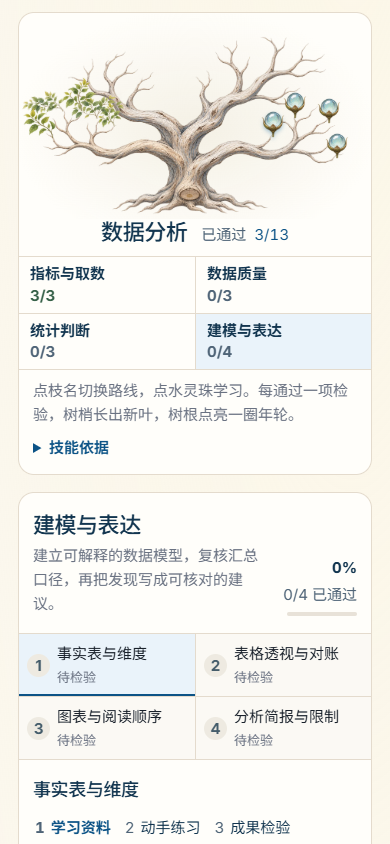 数据分析 已通过 3/13
指标与取数
3/3
数据质量
0/3
统计判断
0/3
建模与表达
0/4
点枝名切换路线，点水灵珠学习。每通过一项检
验，树梢长出新叶，树根点亮一圈年轮。
▶ 技能依据
建模与表达
建立可解释的数据模型，复核汇总
口径，再把发现写成可核对的建
议。
0%
0/4 已通过
1 事实表与维度
待检验
2 表格透视与对账
待检验
3 图表与阅读顺序
待检验
4 分析简报与限制
待检验
事实表与维度
1 学习资料 2 动手练习 3 成果检验